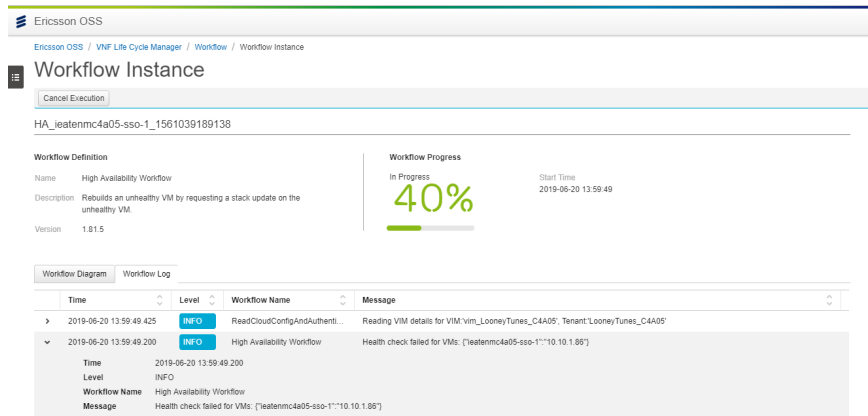 Ericsson OSS
Ericsson OSS / VNF Life Cycle Manager / Workflow / Workflow Instance
Workflow Instance
Cancel Execution
HA_ieatenmc4a05-sso-1_1561039189138
Workflow Definition
Name High Availability Workflow
Description Rebuilds an unhealthy VM by requesting a stack update on the
unhealthy VM.
Version 1.81.5
Workflow Progress
In Progress
40%
Start Time
2019-06-20 13:59:49
Workflow Diagram Workflow Log
Time Level Workflow Name Message
2019-06-20 13:59:49.425 INFO ReadCloudConfigAndAuthenti... Reading VIM details for VIM:'vim_LooneyTunes_C4A05', Tenant:'LooneyTunes_C4A05'
2019-06-20 13:59:49.200 INFO High Availability Workflow Health check failed for VMs: {"ieatenmc4a05-sso-1":"10.10.1.86"}
Time 2019-06-20 13:59:49.200
Level INFO
Workflow Name High Availability Workflow
Message Health check failed for VMs: {"ieatenmc4a05-sso-1":"10.10.1.86"}